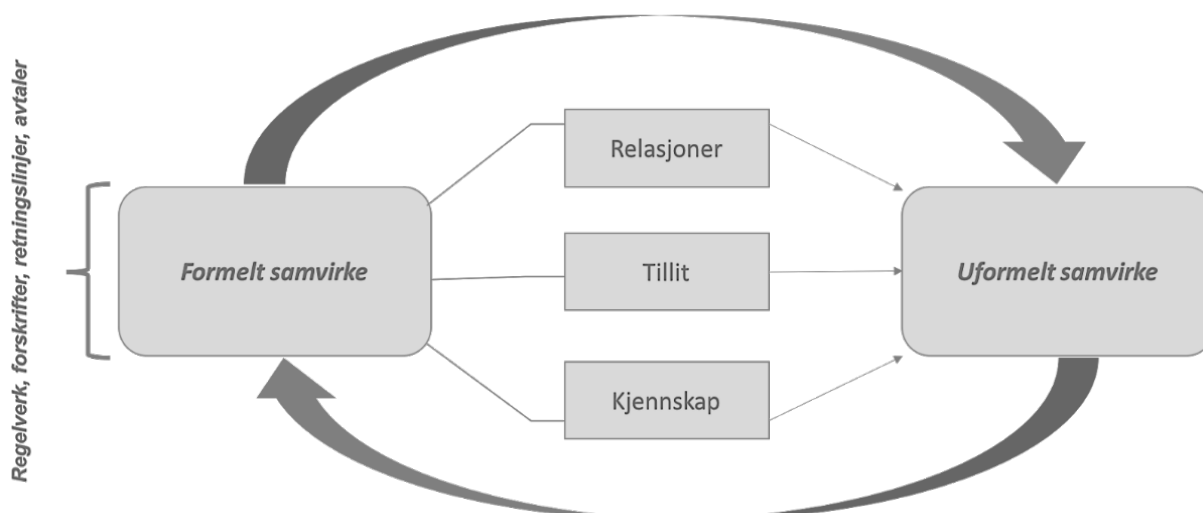 Regelverk, forskrifter, retningslinjer, avtaler
Formelt samvirke
Relasjoner
Tillit
Kjennskap
Uformelt samvirke